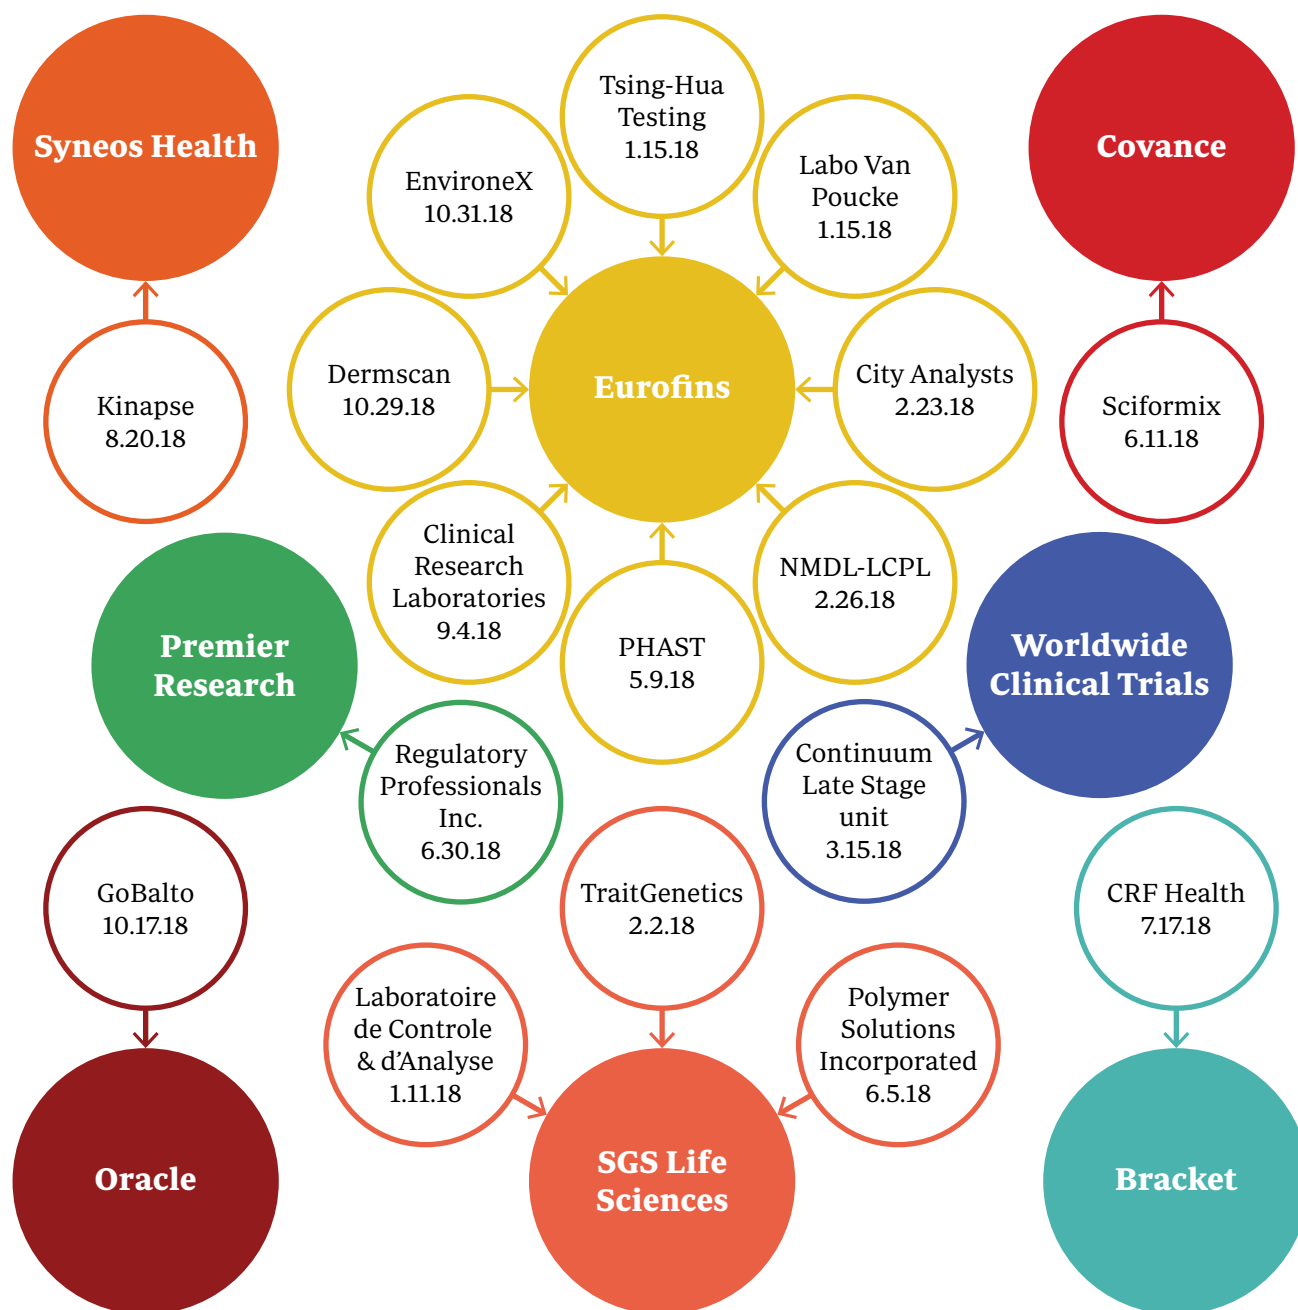 Syneos Health
Kinapse
8.20.18
Tsing-Hua
Testing
1.15.18
EnvironeX
10.31.18
Labo Van
Poucke
1.15.18
Dermscan
10.29.18
Eurofins
City Analysts
2.23.18
Clinical
Research
Laboratories
9.4.18
PHAST
5.9.18
NMDL-LCPL
2.26.18
Covance
Sciformix
6.11.18
Premier
Research
Regulatory
Professionals
Inc.
6.30.18
Worldwide
Clinical Trials
Continuum
Late Stage
unit
3.15.18
GoBalto
10.17.18
Oracle
TraitGenetics
2.2.18
Laboratoire
de Controle
& d’Analyse
1.11.18
Polymer
Solutions
Incorporated
6.5.18
SGS Life
Sciences
CRF Health
7.17.18
Bracket